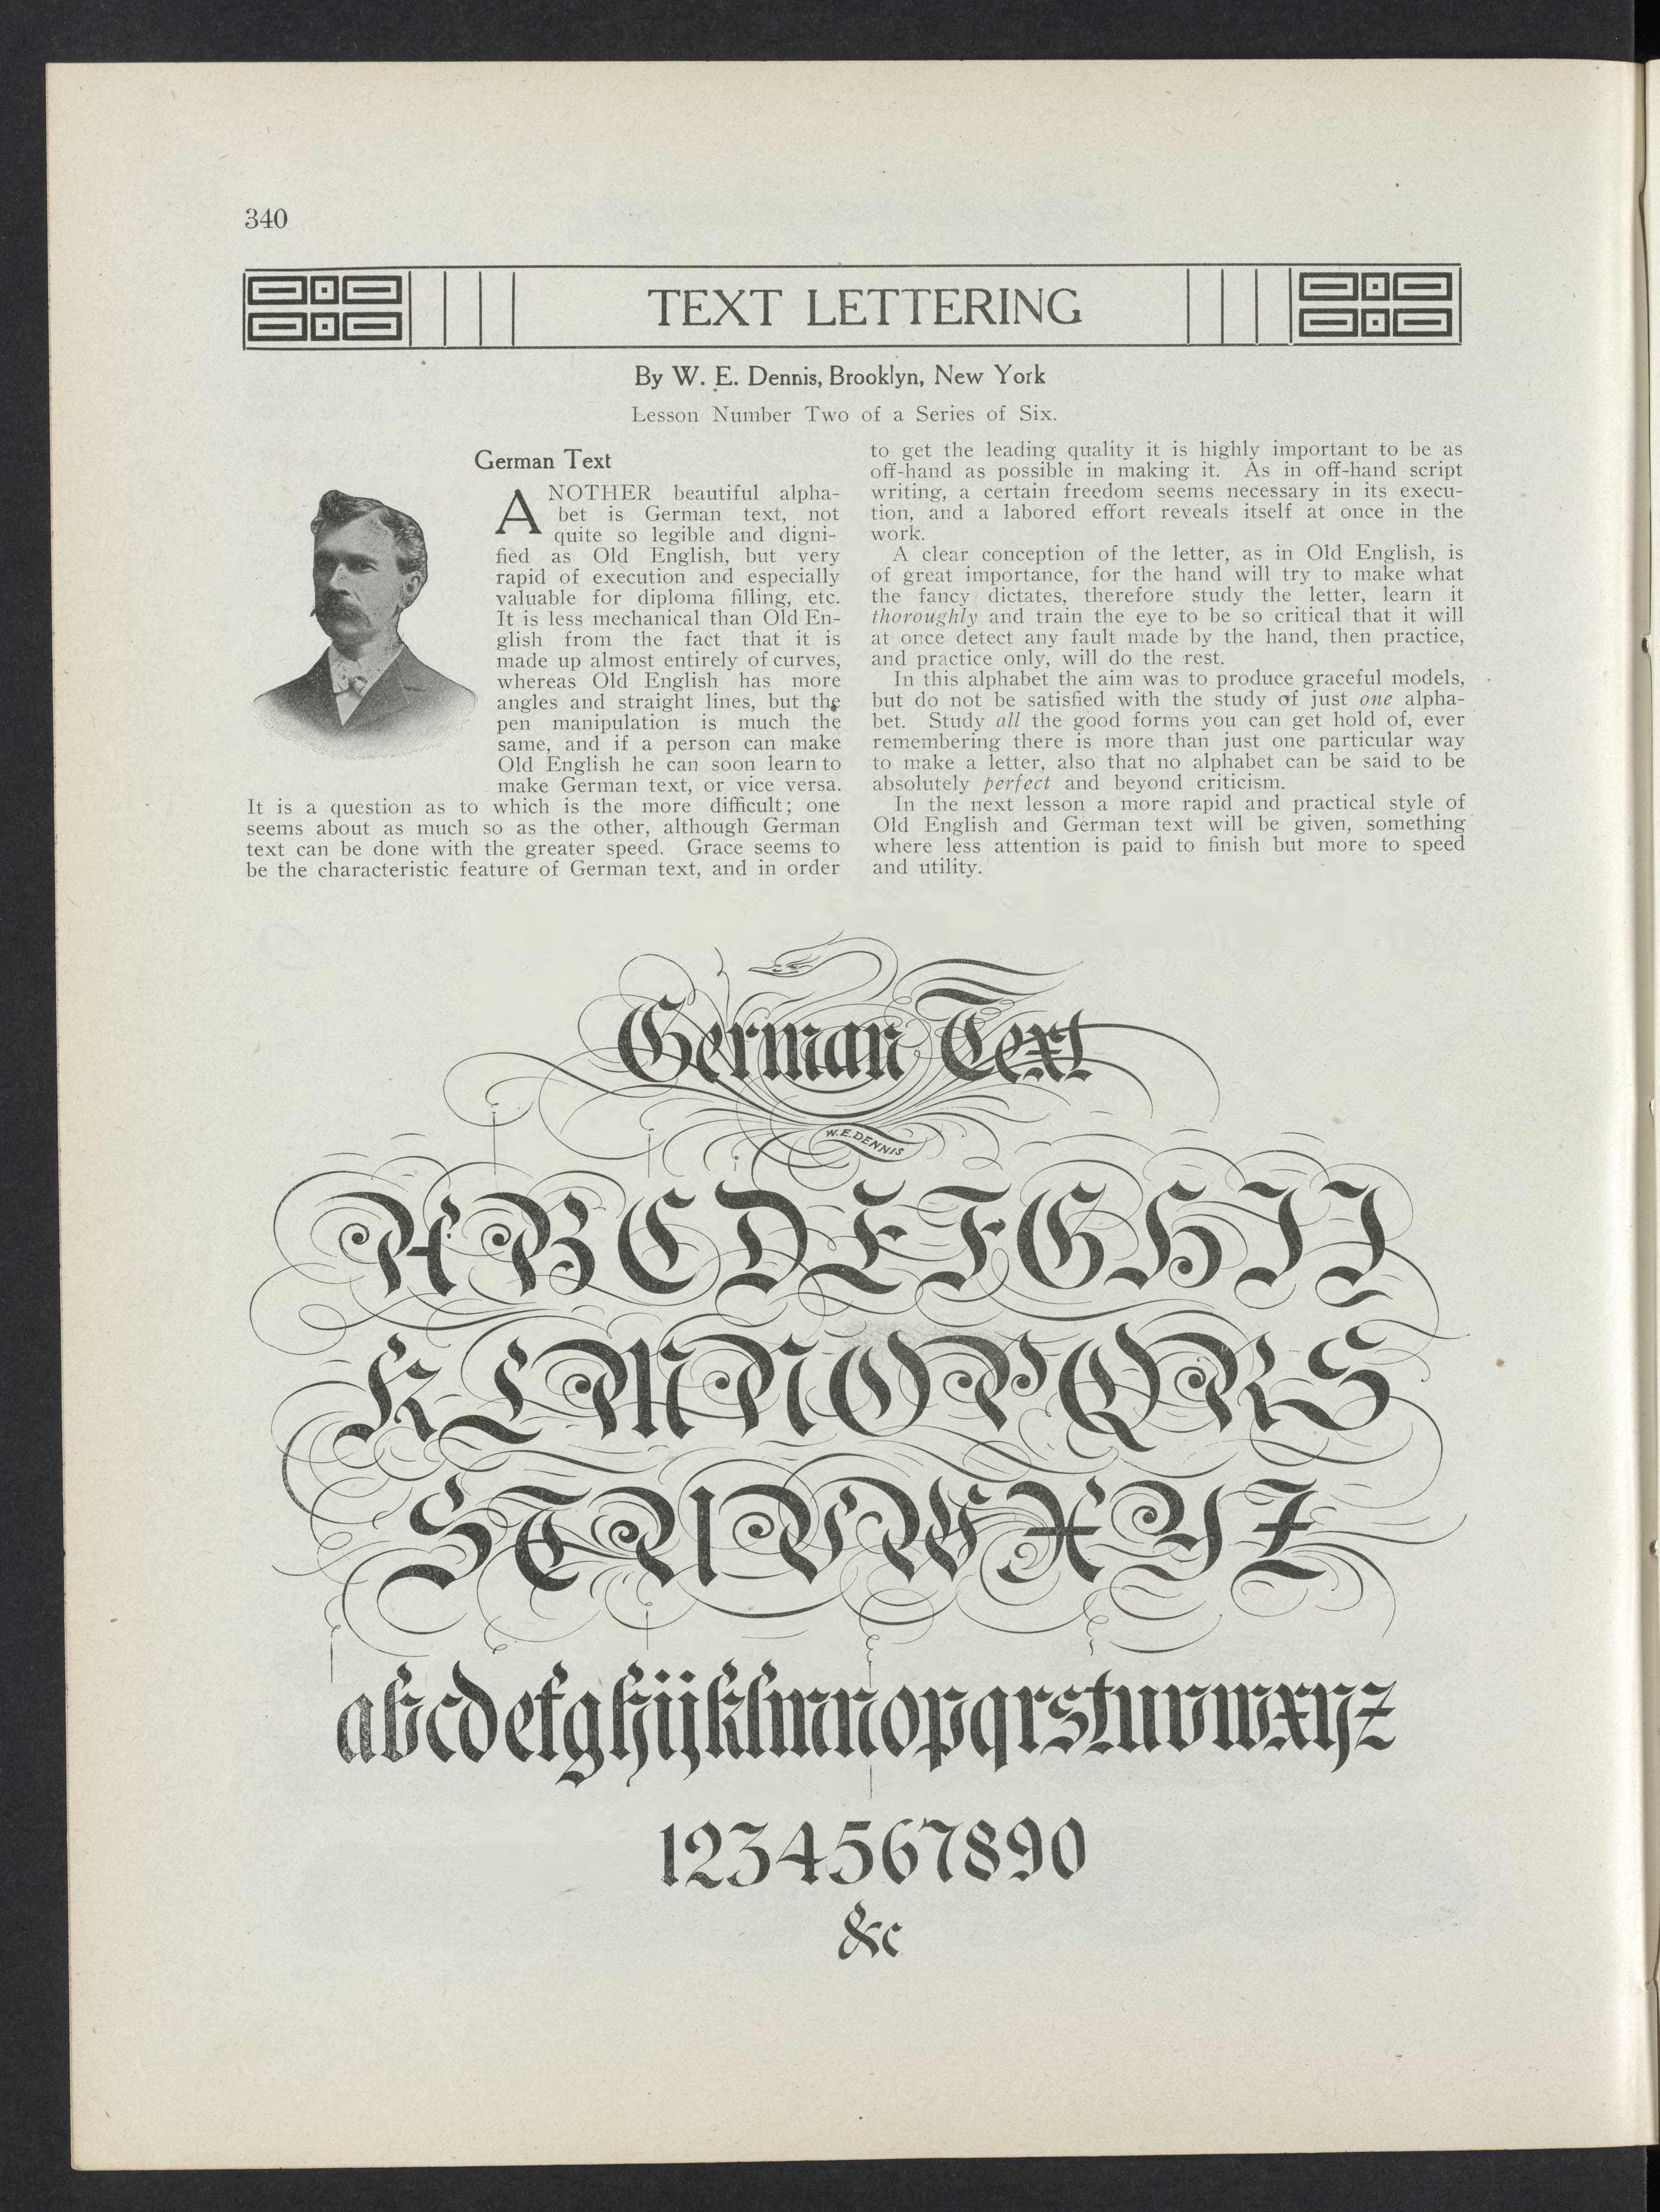 340
TEXT LETTERING
By W. E. Dennis, Brooklyn, New York
Lesson Number Two of a Series of Six.
German Text
ANOTHER beautiful alpha-
bet is German text, not
quite so legible and digni-
fied as Old English, but very
rapid of execution and especially
valuable for diploma filling, etc.
It is less mechanical than Old En-
glish from the fact that it is
made up almost entirely of curves,
whereas Old English has more
angles and straight lines, but the
pen manipulation is much the
same, and if a person can make
Old English he can soon learn to
make German text, or vice versa.
It is a question as to which is the more difficult; one
seems about as much so as the other, although German
text can be done with the greater speed. Grace seems to
be the characteristic feature of German text, and in order
to get the leading quality it is highly important to be as
off-hand as possible in making it. As in off-hand script
writing, a certain freedom seems necessary in its execu-
tion, and a labored effort reveals itself at once in the
work.
A clear conception of the letter, as in Old English, is
of great importance, for the hand will try to make what
the fancy dictates, therefore study the letter, learn it
thoroughly and train the eye to be so critical that it will
at once detect any fault made by the hand, then practice,
and practice only, will do the rest.
In this alphabet the aim was to produce graceful models,
but do not be satisfied with the study of just one alpha-
bet. Study all the good forms you can get hold of, ever
remembering there is more than just one particular way
to make a letter, also that no alphabet can be said to be
absolutely perfect and beyond criticism.
In the next lesson a more rapid and practical style of
Old English and German text will be given, something
where less attention is paid to finish but more to speed
and utility.
German Text
W.E.DENNIS
ABCDEFGHIJ
KLMNOPQRS
STUVWXYZ
abcdefghijklmnopqrstuvwxyz
1234567890
&c